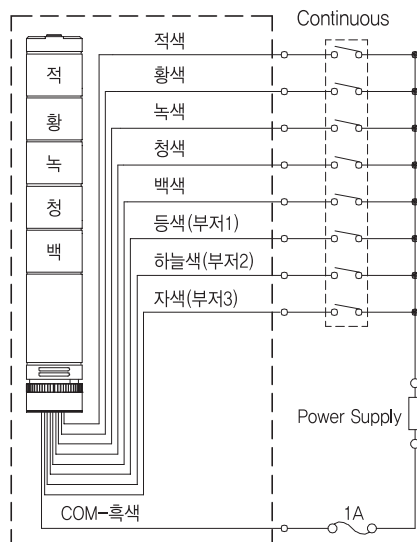 Continuous
적색
황색
녹색
청색
백색
등색(부저1)
하늘색(부저2)
자색(부저3)
적
황
녹
청
백
Power Supply
COM-흑색
1A